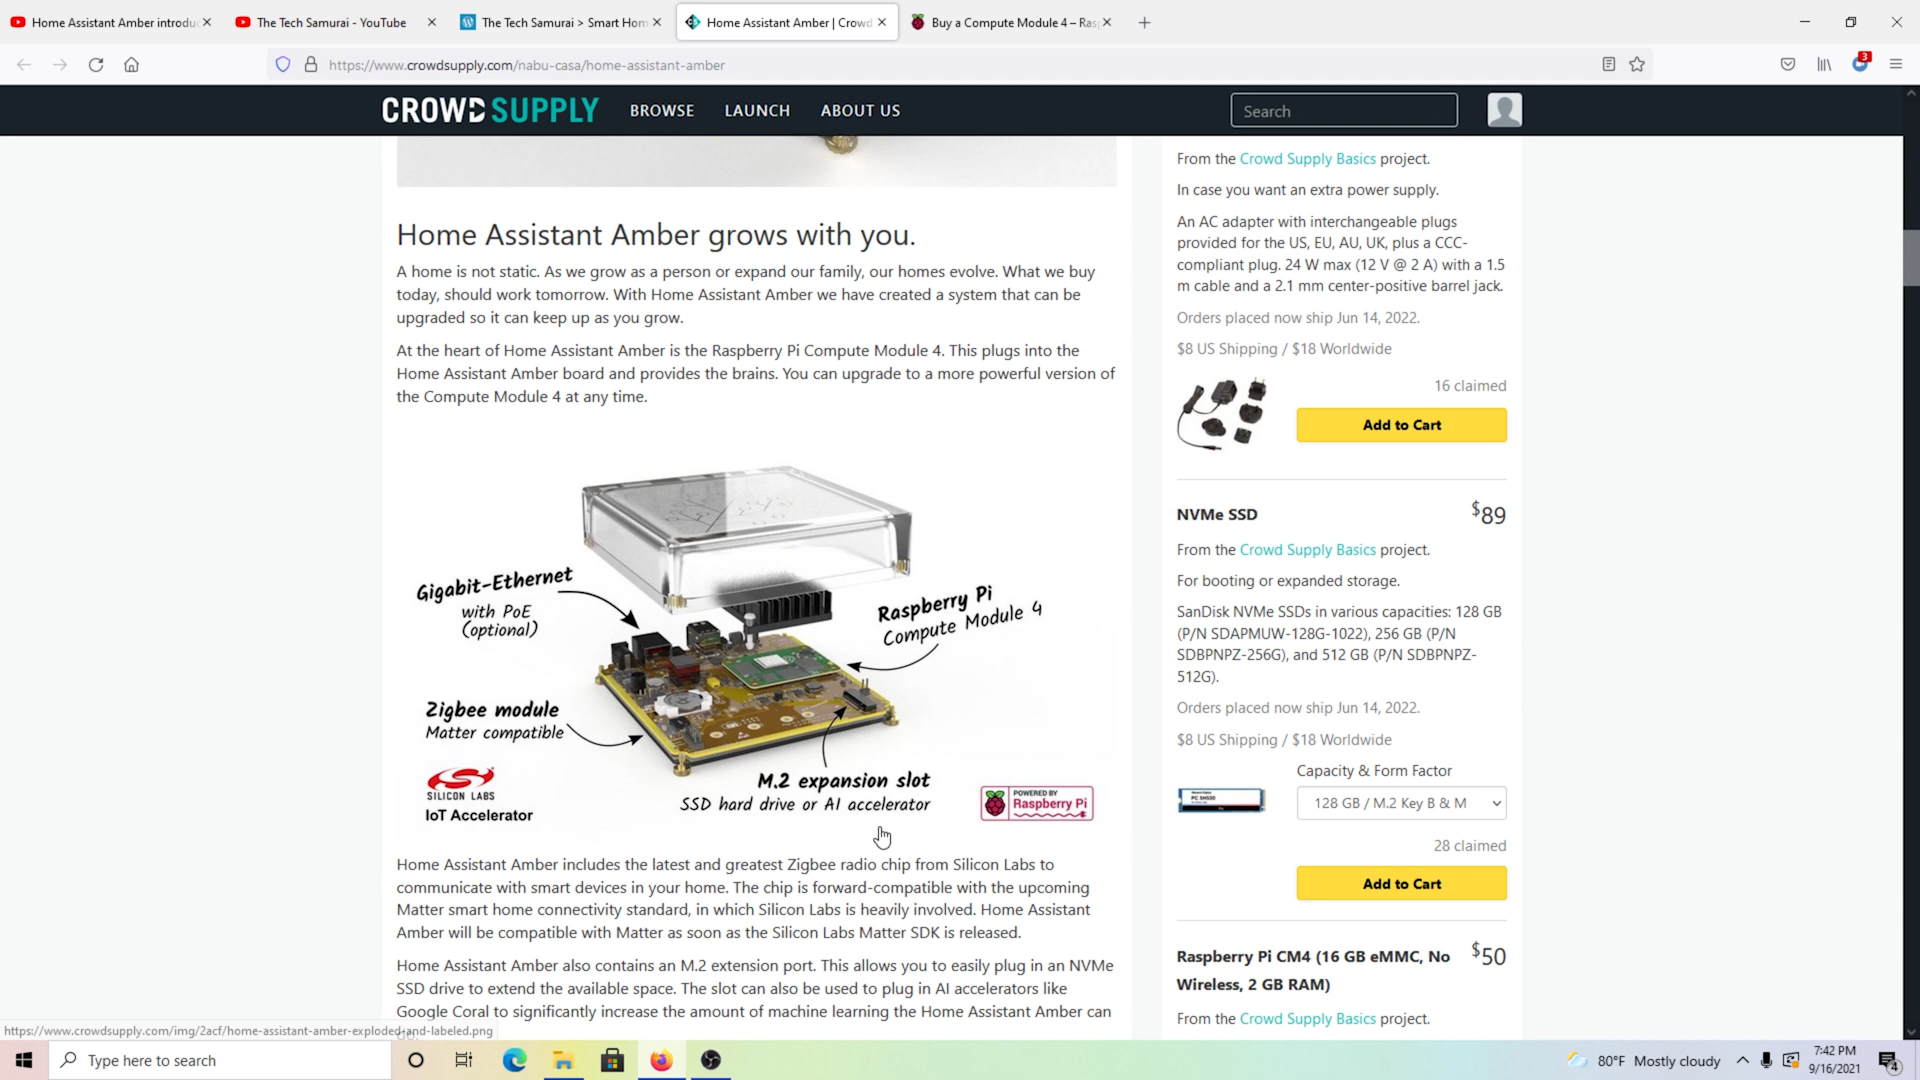 Home Assistant Amber introdu
The Tech Samurai - YouTube
The Tech Samurai > Smart Hom
Home Assistant Amber | Crowd
Buy a Compute Module 4 – Ras
https://www.crowdsupply.com/nabu-casa/home-assistant-amber
3
CROWD SUPPLY
BROWSE
LAUNCH
ABOUT US
Search
Home Assistant Amber grows with you.
A home is not static. As we grow as a person or expand our family, our homes evolve. What we buy
today, should work tomorrow. With Home Assistant Amber we have created a system that can be
upgraded so it can keep up as you grow.
At the heart of Home Assistant Amber is the Raspberry Pi Compute Module 4. This plugs into the
Home Assistant Amber board and provides the brains. You can upgrade to a more powerful version of
the Compute Module 4 at any time.
Gigabit-Ethernet
with PoE
(optional)
Raspberry Pi
Compute Module 4
Zigbee module
Matter compatible
M.2 expansion slot
SSD hard drive or AI accelerator
SILICON LABS
IoT Accelerator
POWERED BY
Raspberry Pi
Home Assistant Amber includes the latest and greatest Zigbee radio chip from Silicon Labs to
communicate with smart devices in your home. The chip is forward-compatible with the upcoming
Matter smart home connectivity standard, in which Silicon Labs is heavily involved. Home Assistant
Amber will be compatible with Matter as soon as the Silicon Labs Matter SDK is released.
Home Assistant Amber also contains an M.2 extension port. This allows you to easily plug in an NVMe
SSD drive to extend the available space. The slot can also be used to plug in AI accelerators like
Google Coral to significantly increase the amount of machine learning the Home Assistant Amber can
From the Crowd Supply Basics project.
In case you want an extra power supply.
An AC adapter with interchangeable plugs
provided for the US, EU, AU, UK, plus a CCC-
compliant plug. 24 W max (12 V @ 2 A) with a 1.5
m cable and a 2.1 mm center-positive barrel jack.
Orders placed now ship Jun 14, 2022.
$8 US Shipping / $18 Worldwide
16 claimed
Add to Cart
NVMe SSD
$89
From the Crowd Supply Basics project.
For booting or expanded storage.
SanDisk NVMe SSDs in various capacities: 128 GB
(P/N SDAPMUW-128G-1022), 256 GB (P/N
SDBPNPZ-256G), and 512 GB (P/N SDBPNPZ-
512G).
Orders placed now ship Jun 14, 2022.
$8 US Shipping / $18 Worldwide
Capacity & Form Factor
128 GB / M.2 Key B & M
28 claimed
Add to Cart
Raspberry Pi CM4 (16 GB eMMC, No
Wireless, 2 GB RAM)
$50
From the Crowd Supply Basics project.
https://www.crowdsupply.com/img/2acf/home-assistant-amber-exploded-and-labeled.png
Type here to search
80°F Mostly cloudy
7:42 PM
9/16/2021
4